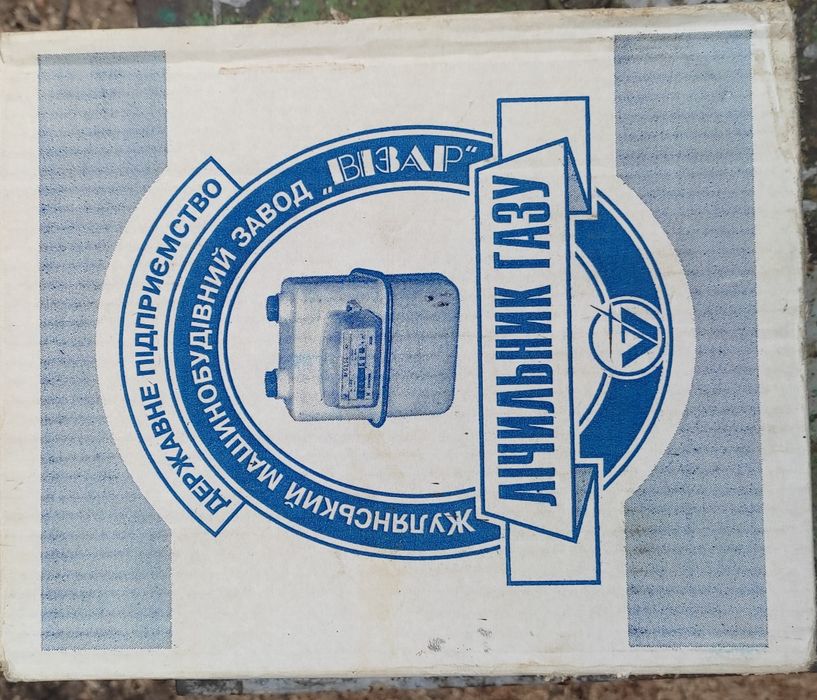 ДЕРЖАВНЕ ПІДПРИЄМСТВО
ЖУЛЯНСЬКИЙ МАШИНОБУДІВНИЙ ЗАВОД „ВІЗАР“
ЛІЧИЛЬНИК ГАЗУ